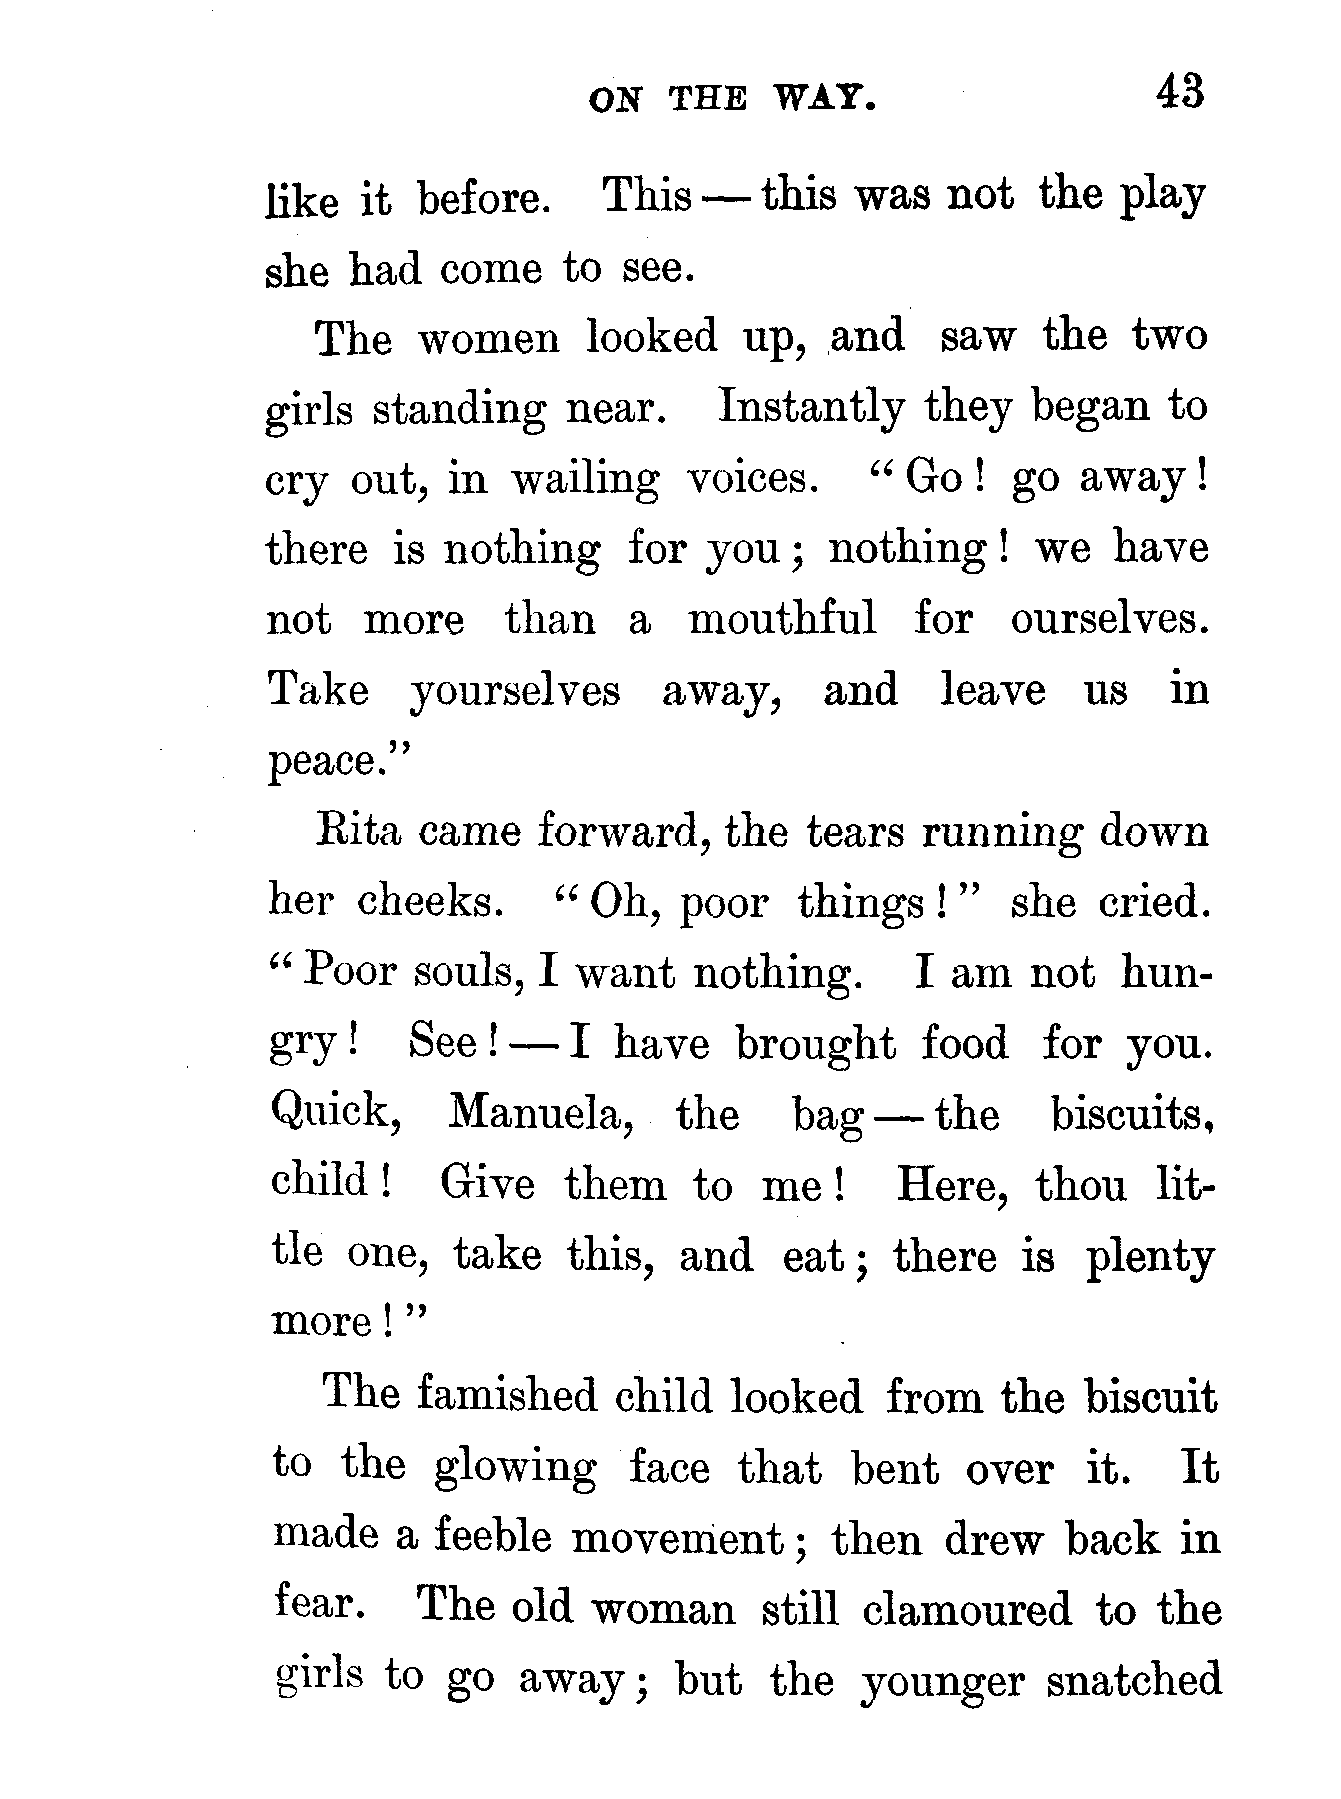 ON THE WAY. 43
like it before. This — this was not the play
she had come to see.
The women looked up, and saw the two
girls standing near. Instantly they began to
cry out, in wailing voices. “Go! go away!
there is nothing for you; nothing! we have
not more than a mouthful for ourselves.
Take yourselves away, and leave us in
peace.”
Rita came forward, the tears running down
her cheeks. “Oh, poor things!” she cried.
“Poor souls, I want nothing. I am not hun-
gry! See! — I have brought food for you.
Quick, Manuela, the bag — the biscuits,
child! Give them to me! Here, thou lit-
tle one, take this, and eat; there is plenty
more!”
The famished child looked from the biscuit
to the glowing face that bent over it. It
made a feeble movement; then drew back in
fear. The old woman still clamoured to the
girls to go away; but the younger snatched